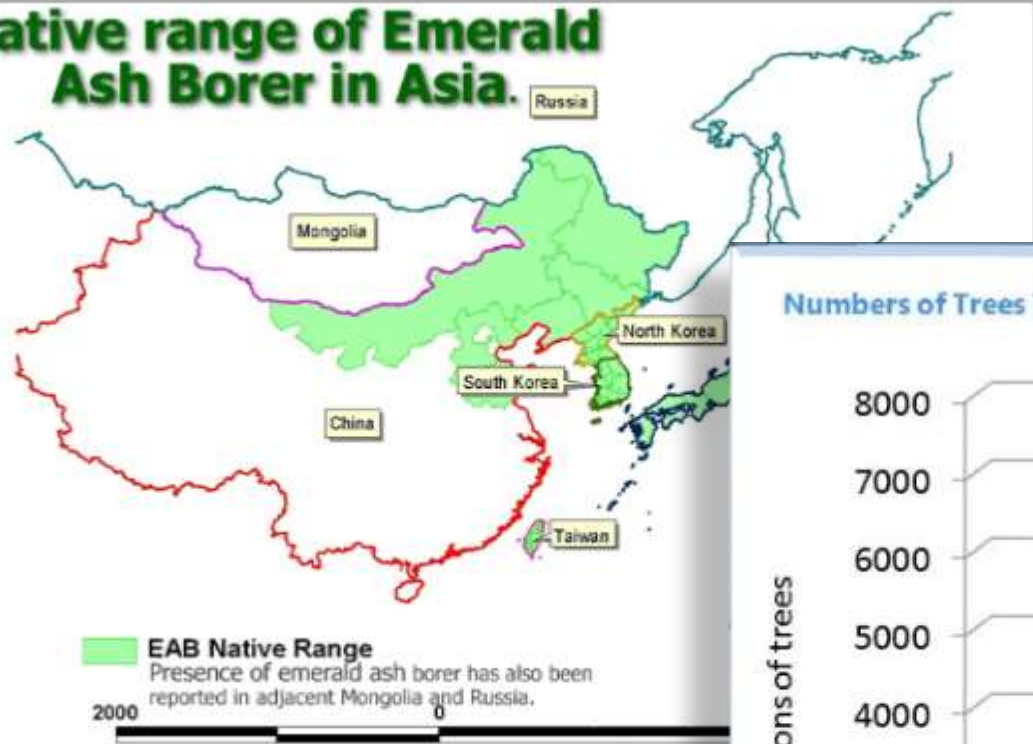 ative range of Emerald
Ash Borer in Asia.
Russia
Mongolia
North Korea
South Korea
China
Taiwan
EAB Native Range
Presence of emerald ash borer has also been
reported in adjacent Mongolia and Russia.
2000 0
Numbers of Trees
8000
7000
6000
5000
4000
ons of trees